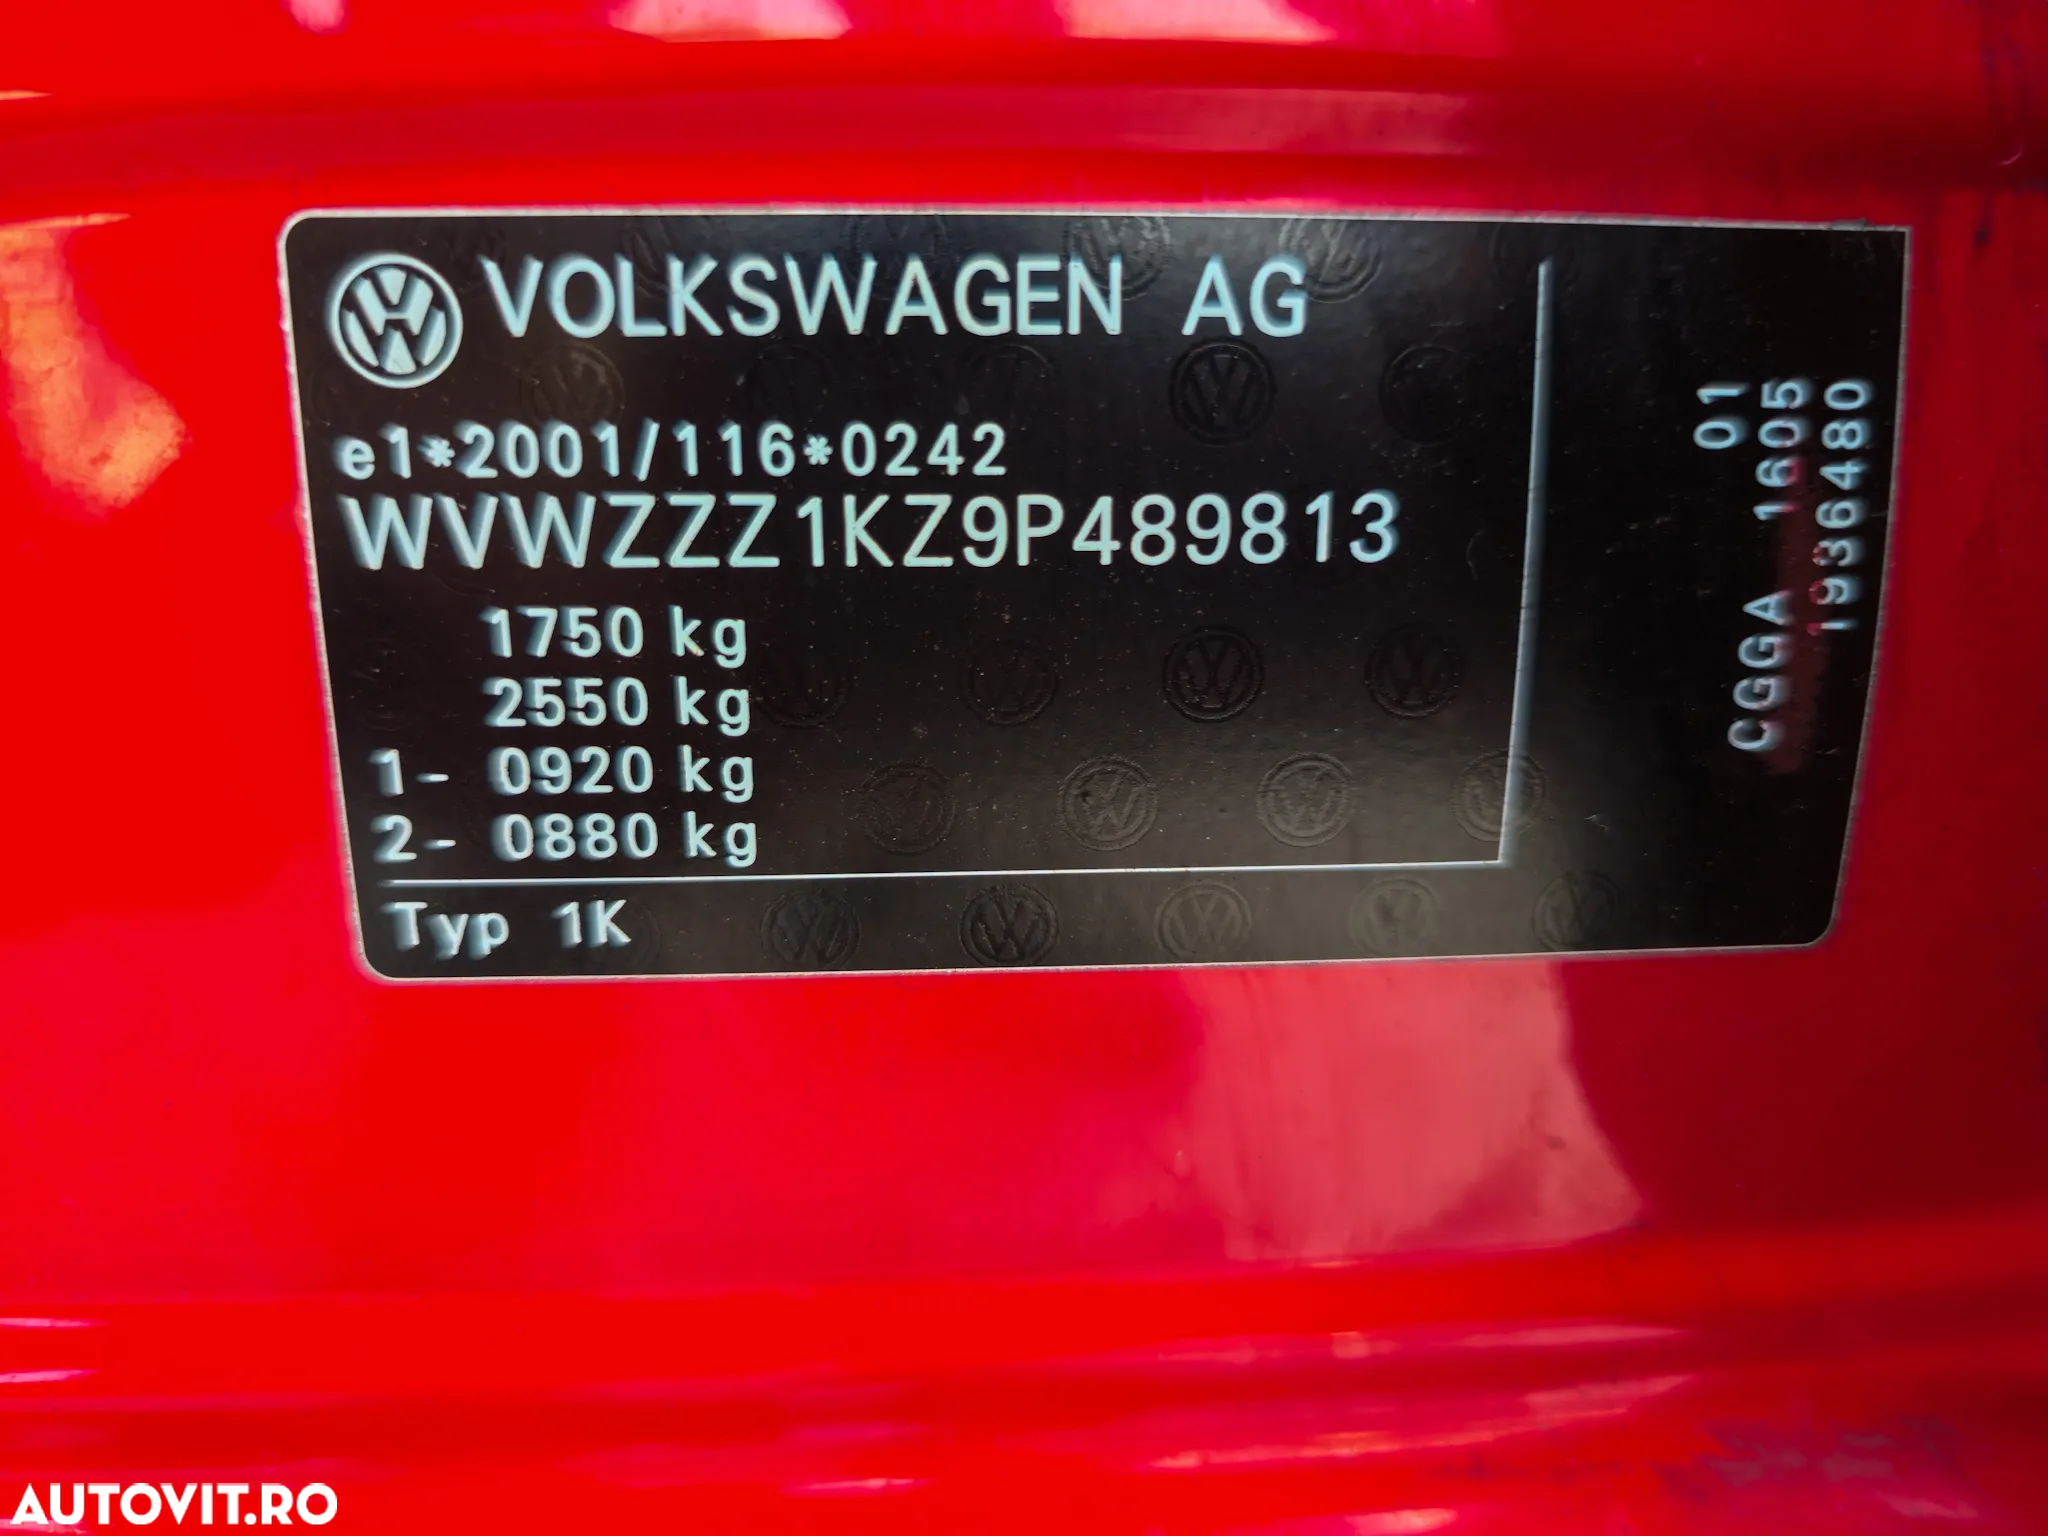 VOLKSWAGEN AG
e1*2001/116*0242
WVWZZZ1KZ9P489813
1750 kg
2550 kg
1- 0920 kg
2- 0880 kg
Typ 1K
01
CGGA 1605
1936480
AUTOVIT.RO